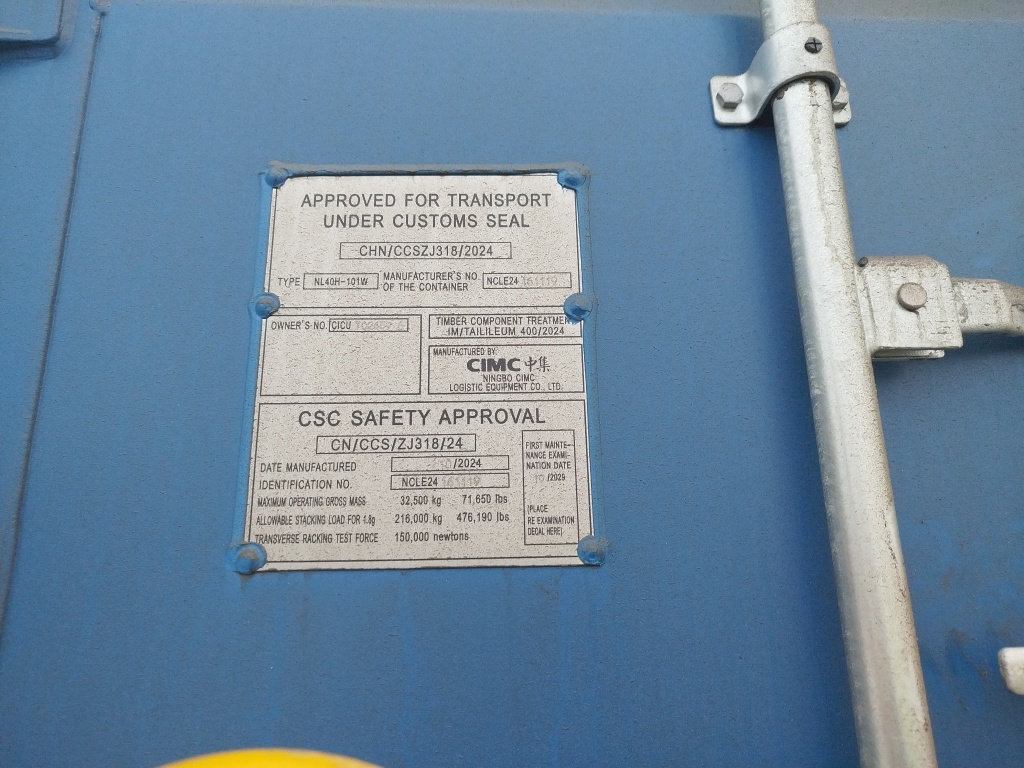 APPROVED FOR TRANSPORT
UNDER CUSTOMS SEAL
CHN/CCSZJ318/2024
TYPE NL40H-101W MANUFACTURER'S NO. OF THE CONTAINER NCLE24 161119
OWNER'S NO. CICU
TIMBER COMPONENT TREATMENT
IM/TAILILEUM 400/2024
MANUFACTURED BY:
CIMC 中集
NINGBO CIMC
LOGISTIC EQUIPMENT CO., LTD.
CSC SAFETY APPROVAL
CN/CCS/ZJ318/24
DATE MANUFACTURED /2024
IDENTIFICATION NO. NCLE24 161119
MAXIMUM OPERATING GROSS MASS 32,500 kg 71,650 lbs
ALLOWABLE STACKING LOAD FOR 1.8g 216,000 kg 476,190 lbs
TRANSVERSE RACKING TEST FORCE 150,000 newtons
FIRST MAINTE-
NANCE EXAMI-
NATION DATE
10 /2029
(PLACE
RE EXAMINATION
DECAL HERE)